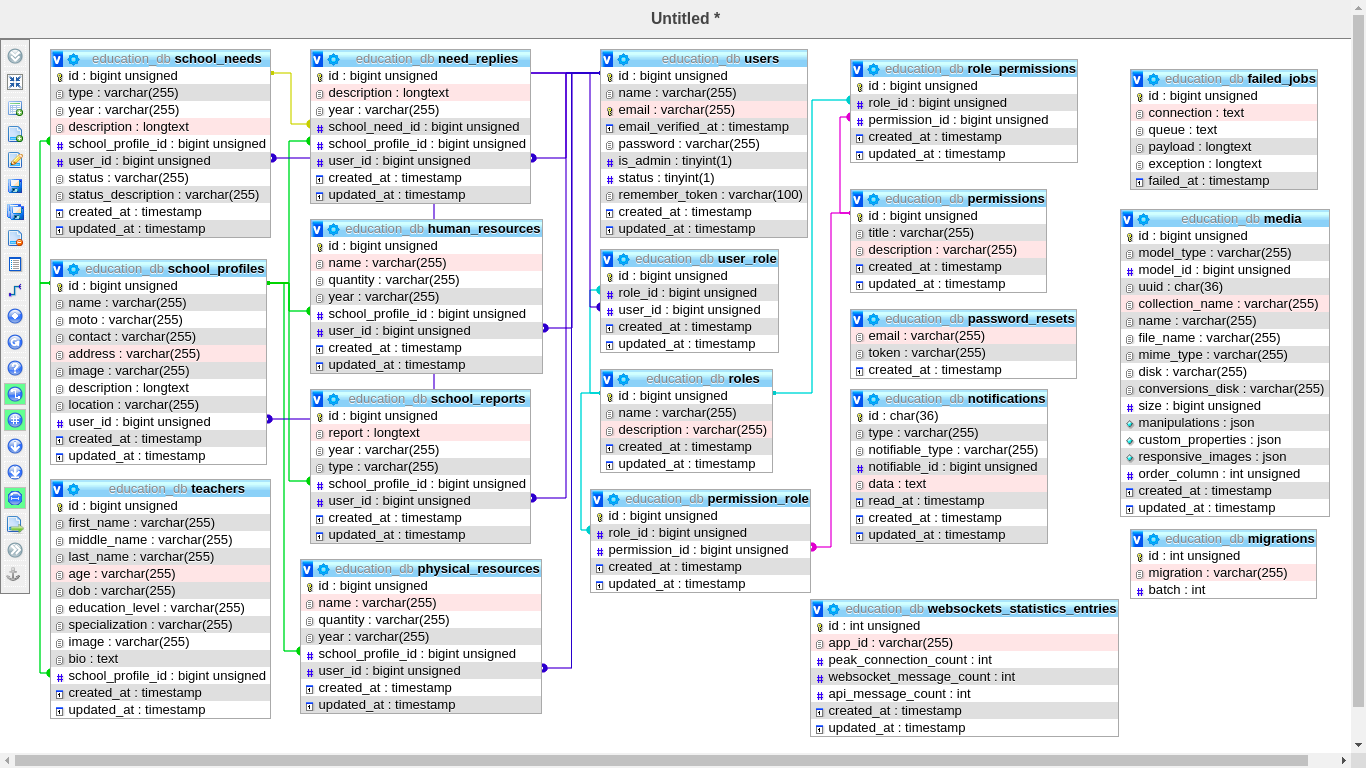 Untitled *
education_db school_needs
id : bigint unsigned
type : varchar(255)
year : varchar(255)
description : longtext
school_profile_id : bigint unsigned
user_id : bigint unsigned
status : varchar(255)
status_description : varchar(255)
created_at : timestamp
updated_at : timestamp
education_db school_profiles
id : bigint unsigned
name : varchar(255)
moto : varchar(255)
contact : varchar(255)
address : varchar(255)
image : varchar(255)
description : longtext
location : varchar(255)
user_id : bigint unsigned
created_at : timestamp
updated_at : timestamp
education_db teachers
id : bigint unsigned
first_name : varchar(255)
middle_name : varchar(255)
last_name : varchar(255)
age : varchar(255)
dob : varchar(255)
education_level : varchar(255)
specialization : varchar(255)
image : varchar(255)
bio : text
school_profile_id : bigint unsigned
created_at : timestamp
updated_at : timestamp
education_db need_replies
id : bigint unsigned
description : longtext
year : varchar(255)
school_need_id : bigint unsigned
school_profile_id : bigint unsigned
user_id : bigint unsigned
created_at : timestamp
updated_at : timestamp
education_db human_resources
id : bigint unsigned
name : varchar(255)
quantity : varchar(255)
year : varchar(255)
school_profile_id : bigint unsigned
user_id : bigint unsigned
created_at : timestamp
updated_at : timestamp
education_db school_reports
id : bigint unsigned
report : longtext
year : varchar(255)
type : varchar(255)
school_profile_id : bigint unsigned
user_id : bigint unsigned
created_at : timestamp
updated_at : timestamp
education_db physical_resources
id : bigint unsigned
name : varchar(255)
quantity : varchar(255)
year : varchar(255)
school_profile_id : bigint unsigned
user_id : bigint unsigned
created_at : timestamp
updated_at : timestamp
education_db users
id : bigint unsigned
name : varchar(255)
email : varchar(255)
email_verified_at : timestamp
password : varchar(255)
is_admin : tinyint(1)
status : tinyint(1)
remember_token : varchar(100)
created_at : timestamp
updated_at : timestamp
education_db user_role
id : bigint unsigned
role_id : bigint unsigned
user_id : bigint unsigned
created_at : timestamp
updated_at : timestamp
education_db roles
id : bigint unsigned
name : varchar(255)
description : varchar(255)
created_at : timestamp
updated_at : timestamp
education_db permission_role
id : bigint unsigned
role_id : bigint unsigned
permission_id : bigint unsigned
created_at : timestamp
updated_at : timestamp
education_db role_permissions
id : bigint unsigned
role_id : bigint unsigned
permission_id : bigint unsigned
created_at : timestamp
updated_at : timestamp
education_db permissions
id : bigint unsigned
title : varchar(255)
description : varchar(255)
created_at : timestamp
updated_at : timestamp
education_db password_resets
email : varchar(255)
token : varchar(255)
created_at : timestamp
education_db notifications
id : char(36)
type : varchar(255)
notifiable_type : varchar(255)
notifiable_id : bigint unsigned
data : text
read_at : timestamp
created_at : timestamp
updated_at : timestamp
education_db websockets_statistics_entries
id : int unsigned
app_id : varchar(255)
peak_connection_count : int
websocket_message_count : int
api_message_count : int
created_at : timestamp
updated_at : timestamp
education_db failed_jobs
id : bigint unsigned
connection : text
queue : text
payload : longtext
exception : longtext
failed_at : timestamp
education_db media
id : bigint unsigned
model_type : varchar(255)
model_id : bigint unsigned
uuid : char(36)
collection_name : varchar(255)
name : varchar(255)
file_name : varchar(255)
mime_type : varchar(255)
disk : varchar(255)
conversions_disk : varchar(255)
size : bigint unsigned
manipulations : json
custom_properties : json
responsive_images : json
order_column : int unsigned
created_at : timestamp
updated_at : timestamp
education_db migrations
id : int unsigned
migration : varchar(255)
batch : int